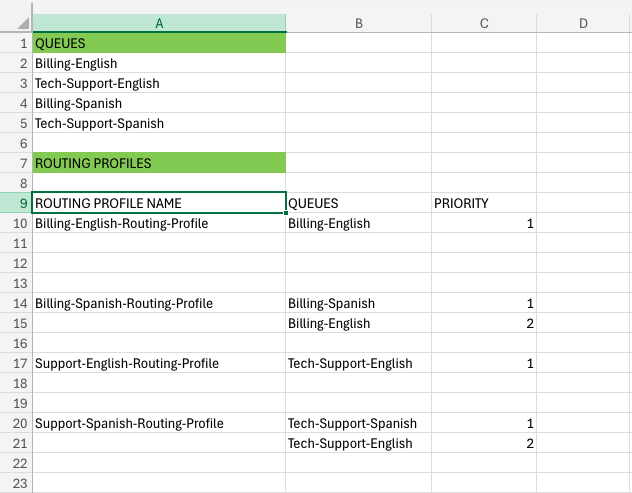 A B C D
1 QUEUES
2 Billing-English
3 Tech-Support-English
4 Billing-Spanish
5 Tech-Support-Spanish
6
7 ROUTING PROFILES
8
9 ROUTING PROFILE NAME QUEUES PRIORITY
10 Billing-English-Routing-Profile Billing-English 1
11
12
13
14 Billing-Spanish-Routing-Profile Billing-Spanish 1
15 Billing-English 2
16
17 Support-English-Routing-Profile Tech-Support-English 1
18
19
20 Support-Spanish-Routing-Profile Tech-Support-Spanish 1
21 Tech-Support-English 2
22
23